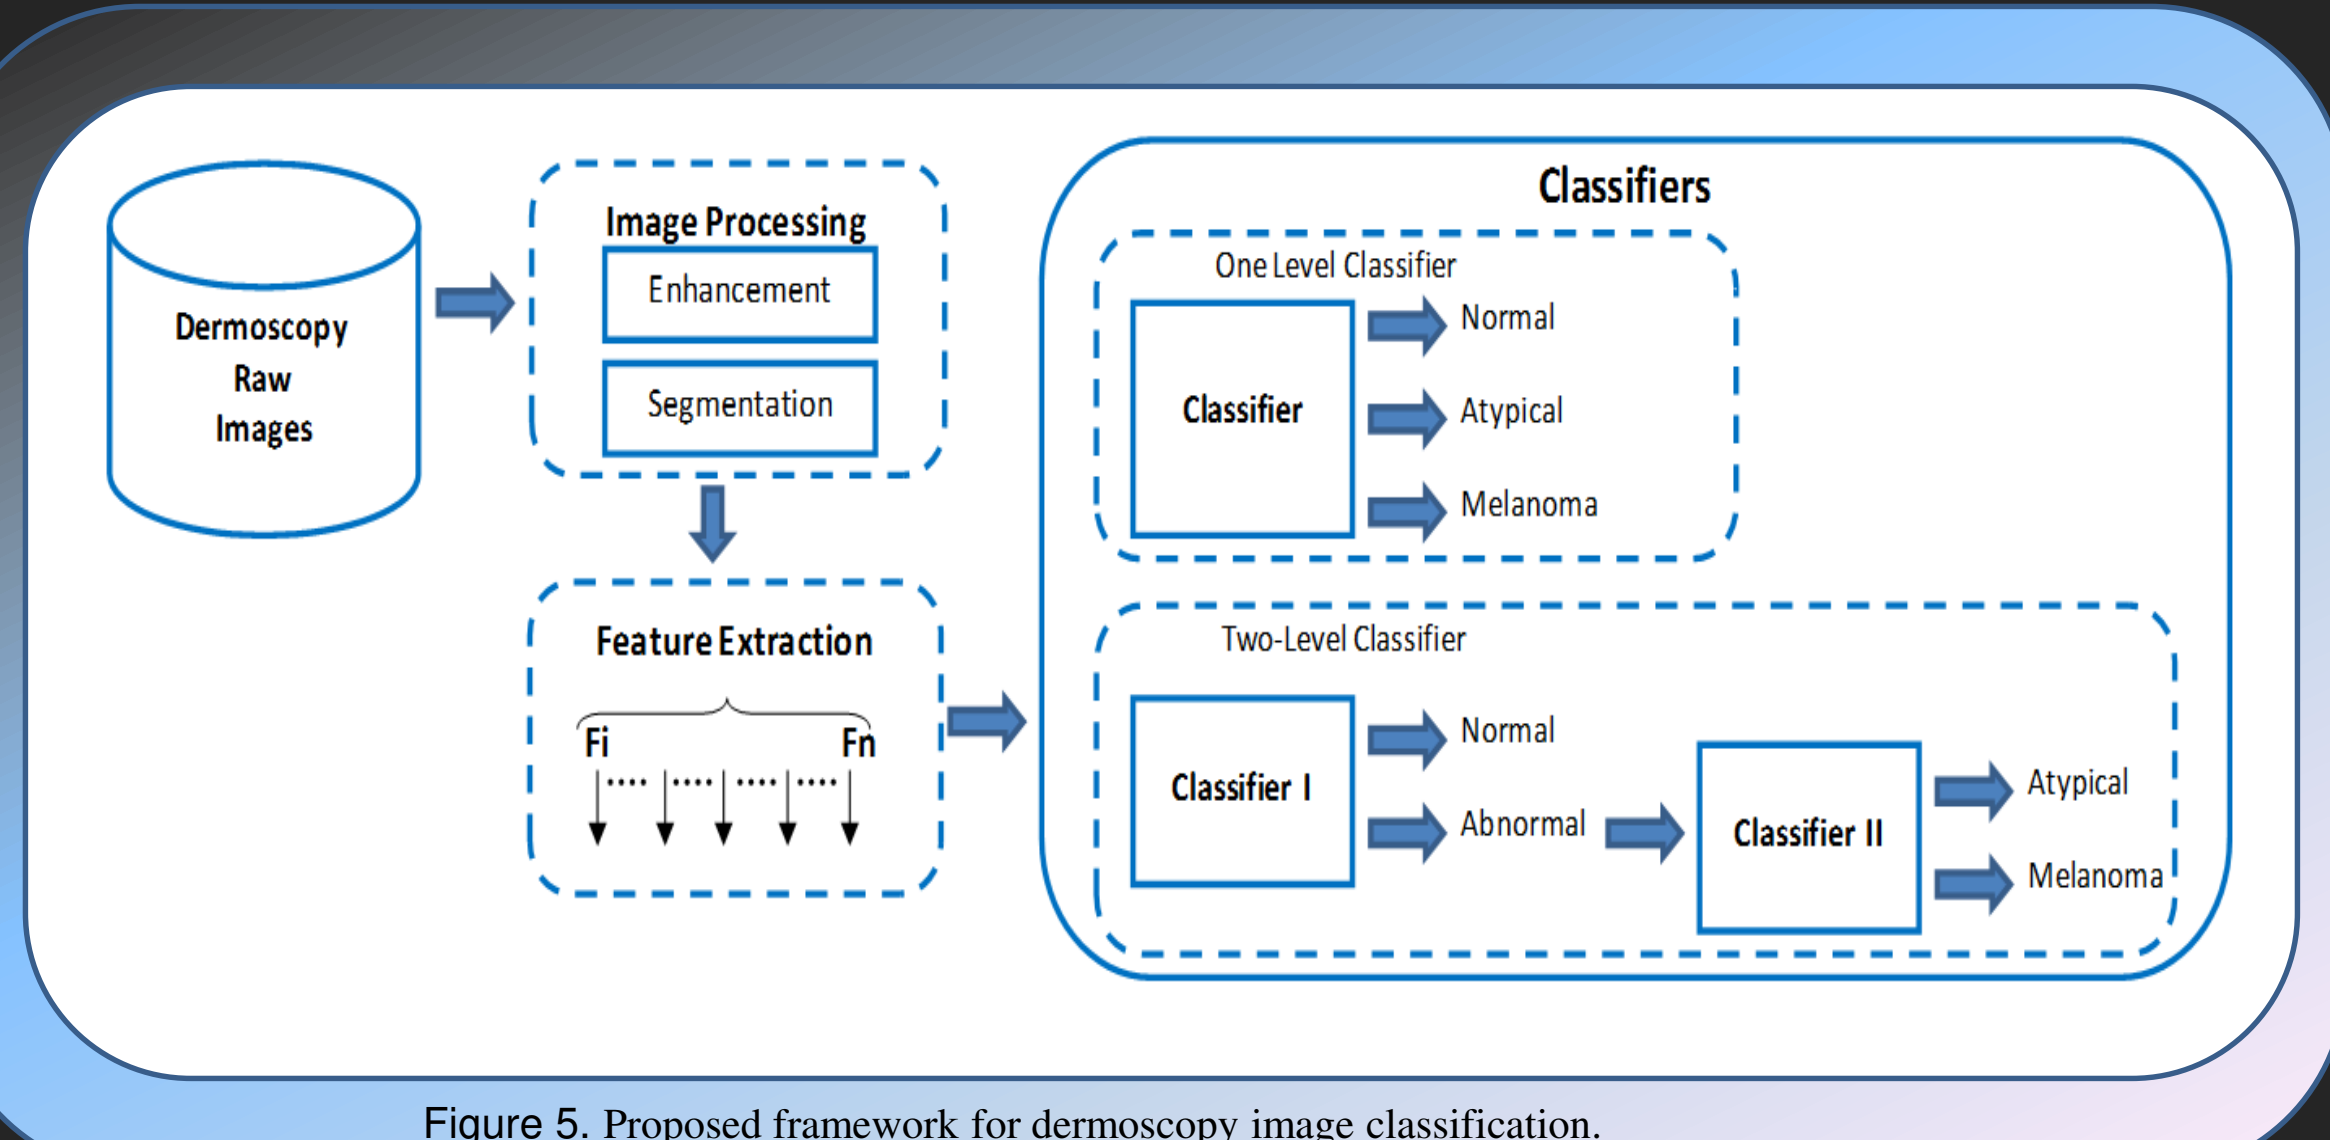 Dermoscopy
Raw
Images
Image Processing
Enhancement
Segmentation
Feature Extraction
Fi
Fn
Classifiers
One Level Classifier
Classifier
Normal
Atypical
Melanoma
Two-Level Classifier
Classifier I
Normal
Abnormal
Classifier II
Atypical
Melanoma
Figure 5. Proposed framework for dermoscopy image classification.